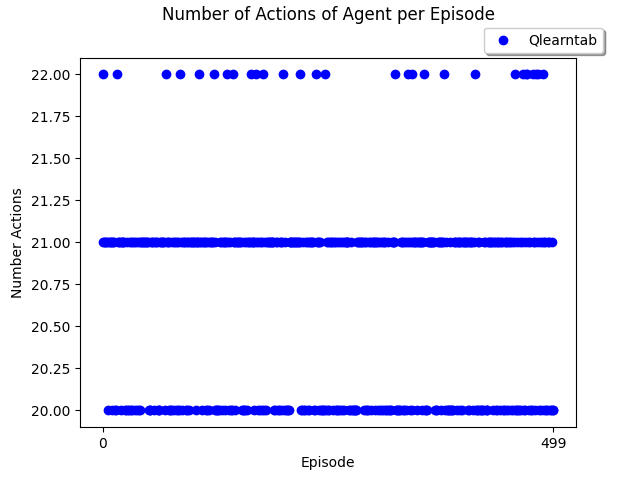 Number of Actions of Agent per Episode
Qlearntab
22.00
21.75
21.50
21.25
21.00
20.75
20.50
20.25
20.00
Number Actions
0
499
Episode